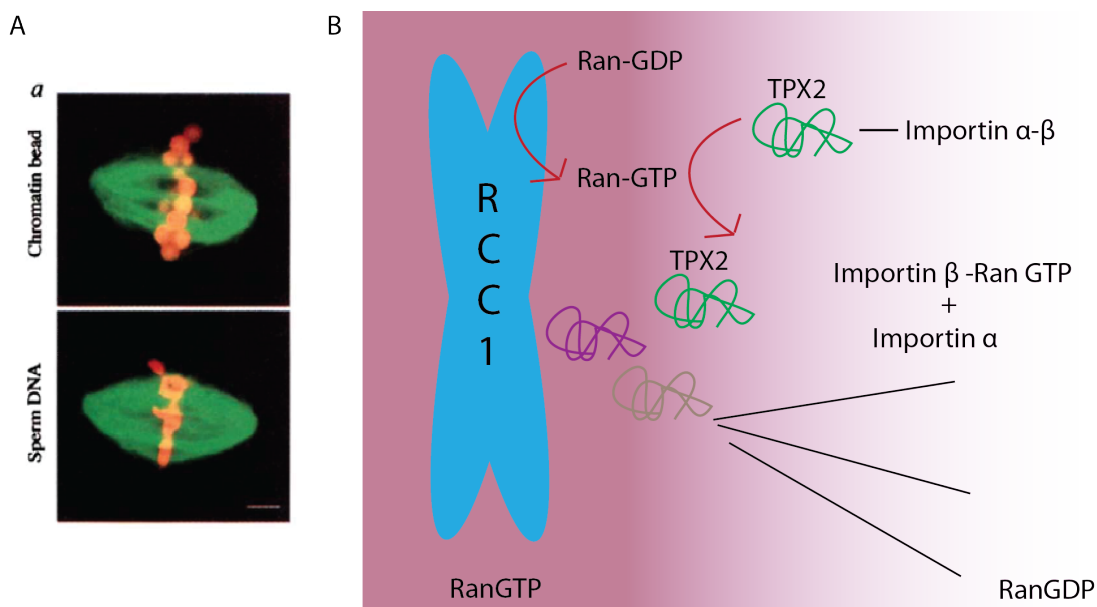 A
B
a
Chromatin bead
Sperm DNA
Ran-GDP
Ran-GTP
TPX2
Importin α-β
R
C
C
1
TPX2
Importin β -Ran GTP
+
Importin α
RanGTP
RanGDP